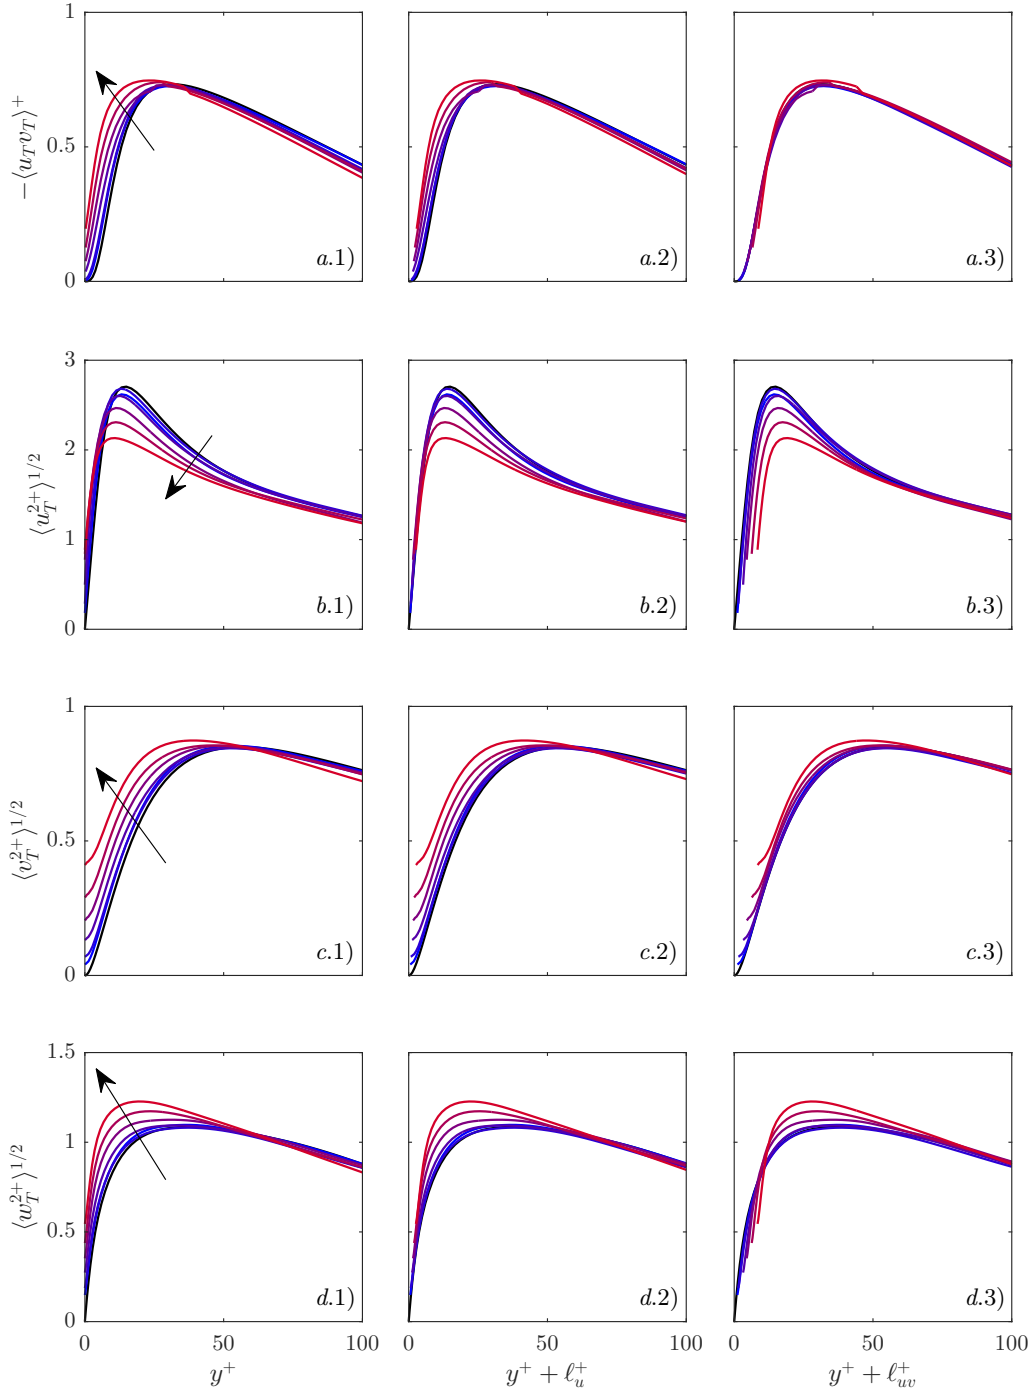 1
0.5
0
−⟨u_T v_T⟩⁺
a.1)
a.2)
a.3)
3
2
1
0
⟨u_T^{2+}⟩^{1/2}
b.1)
b.2)
b.3)
1
0.5
0
⟨v_T^{2+}⟩^{1/2}
c.1)
c.2)
c.3)
1.5
1
0.5
0
⟨w_T^{2+}⟩^{1/2}
d.1)
d.2)
d.3)
0 50 100 0 50 100 0 50 100
y⁺
y⁺ + ℓ_u^+
y⁺ + ℓ_{uv}^+